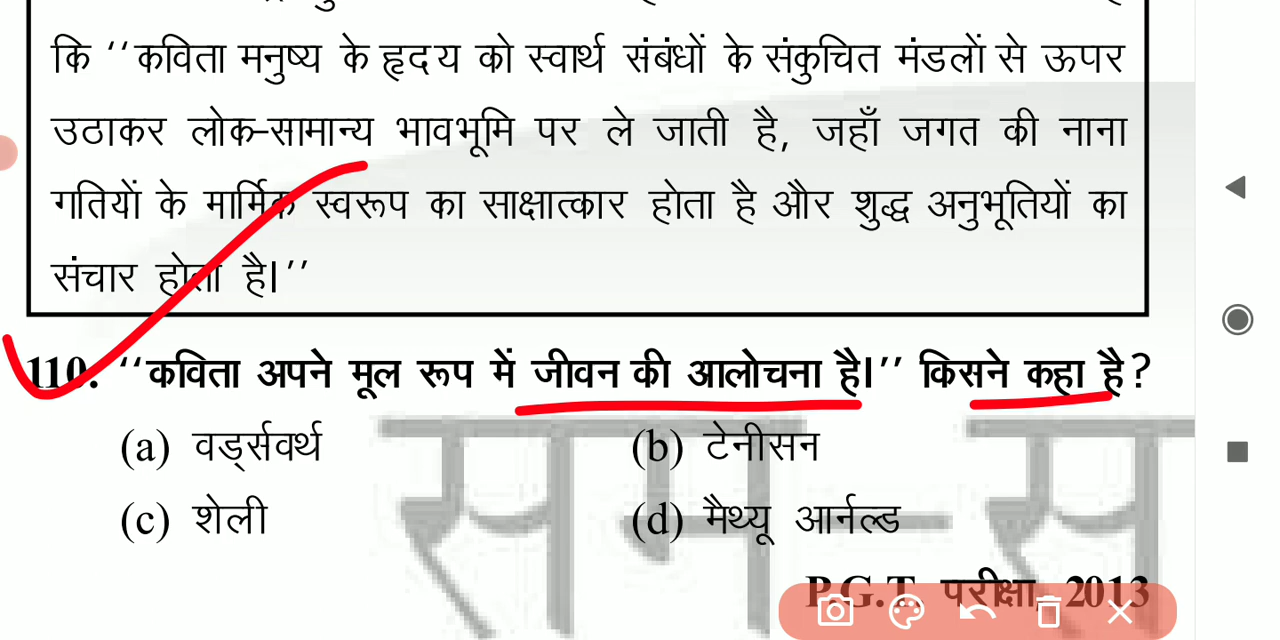 कि ‘‘कविता मनुष्य के हृदय को स्वार्थ संबंधों के संकुचित मंडलों से ऊपर
उठाकर लोक-सामान्य भावभूमि पर ले जाती है, जहाँ जगत की नाना
गतियों के मार्मिक स्वरूप का साक्षात्कार होता है और शुद्ध अनुभूतियों का
संचार होता है।’’
110. ‘‘कविता अपने मूल रूप में जीवन की आलोचना है।’’ किसने कहा है?
(a) वर्ड्सवर्थ (b) टेनीसन
(c) शेली (d) मैथ्यू आर्नल्ड
P.G.T. परीक्षा, 2013